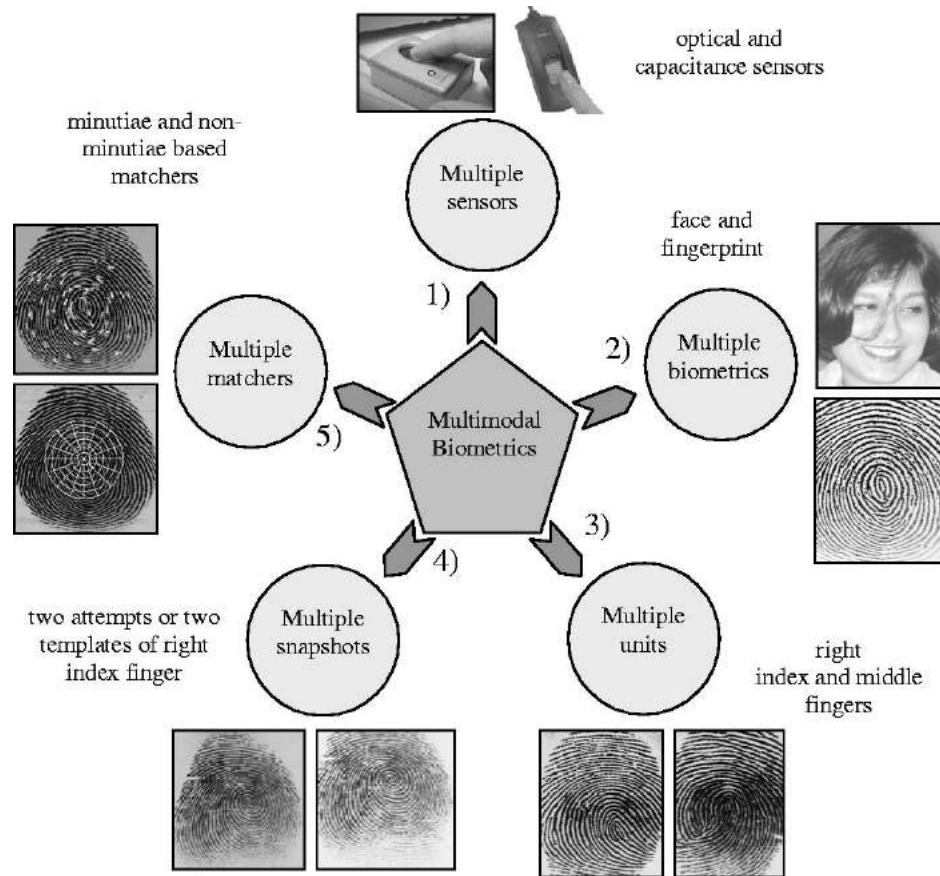 optical and
capacitance sensors
minutiae and non-
minutiae based
matchers
Multiple
sensors
face and
fingerprint
1)
2)
Multiple
biometrics
Multiple
matchers
5)
Multimodal
Biometrics
3)
4)
two attempts or two
templates of right
index finger
Multiple
snapshots
Multiple
units
right
index and middle
fingers